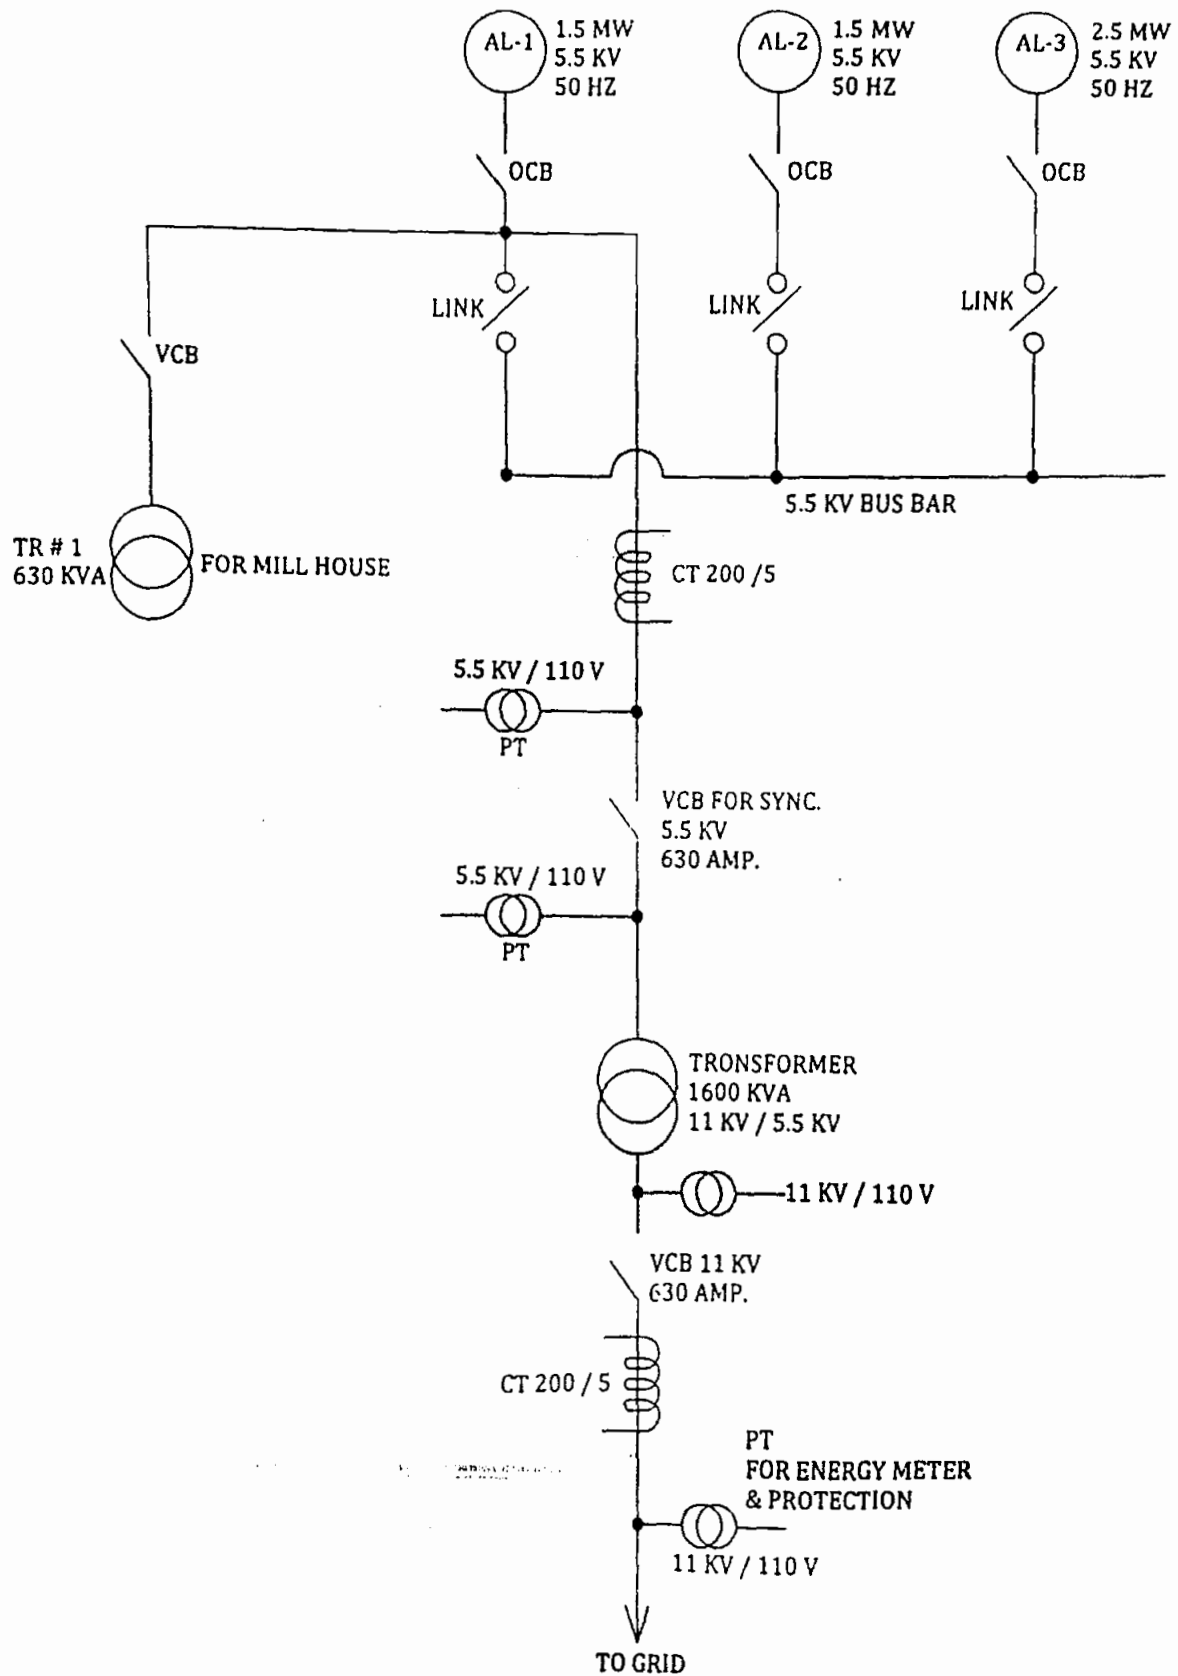 AL-1
1.5 MW
5.5 KV
50 HZ
AL-2
1.5 MW
5.5 KV
50 HZ
AL-3
2.5 MW
5.5 KV
50 HZ
OCB
OCB
OCB
LINK
LINK
LINK
VCB
5.5 KV BUS BAR
TR # 1
630 KVA
FOR MILL HOUSE
CT 200 /5
5.5 KV / 110 V
PT
VCB FOR SYNC.
5.5 KV
630 AMP.
5.5 KV / 110 V
PT
TRONSFORMER
1600 KVA
11 KV / 5.5 KV
11 KV / 110 V
VCB 11 KV
630 AMP.
CT 200 / 5
PT
FOR ENERGY METER
& PROTECTION
11 KV / 110 V
TO GRID